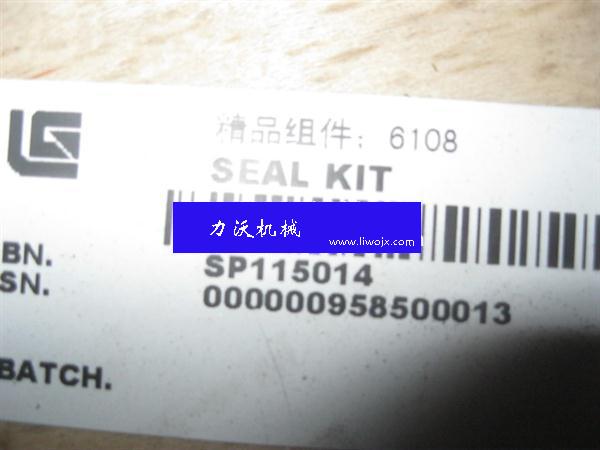 精品组件：6108
SEAL KIT
力沃机械
www.liwojx.com
BN.
SP115014
SN.
000000958500013
BATCH.